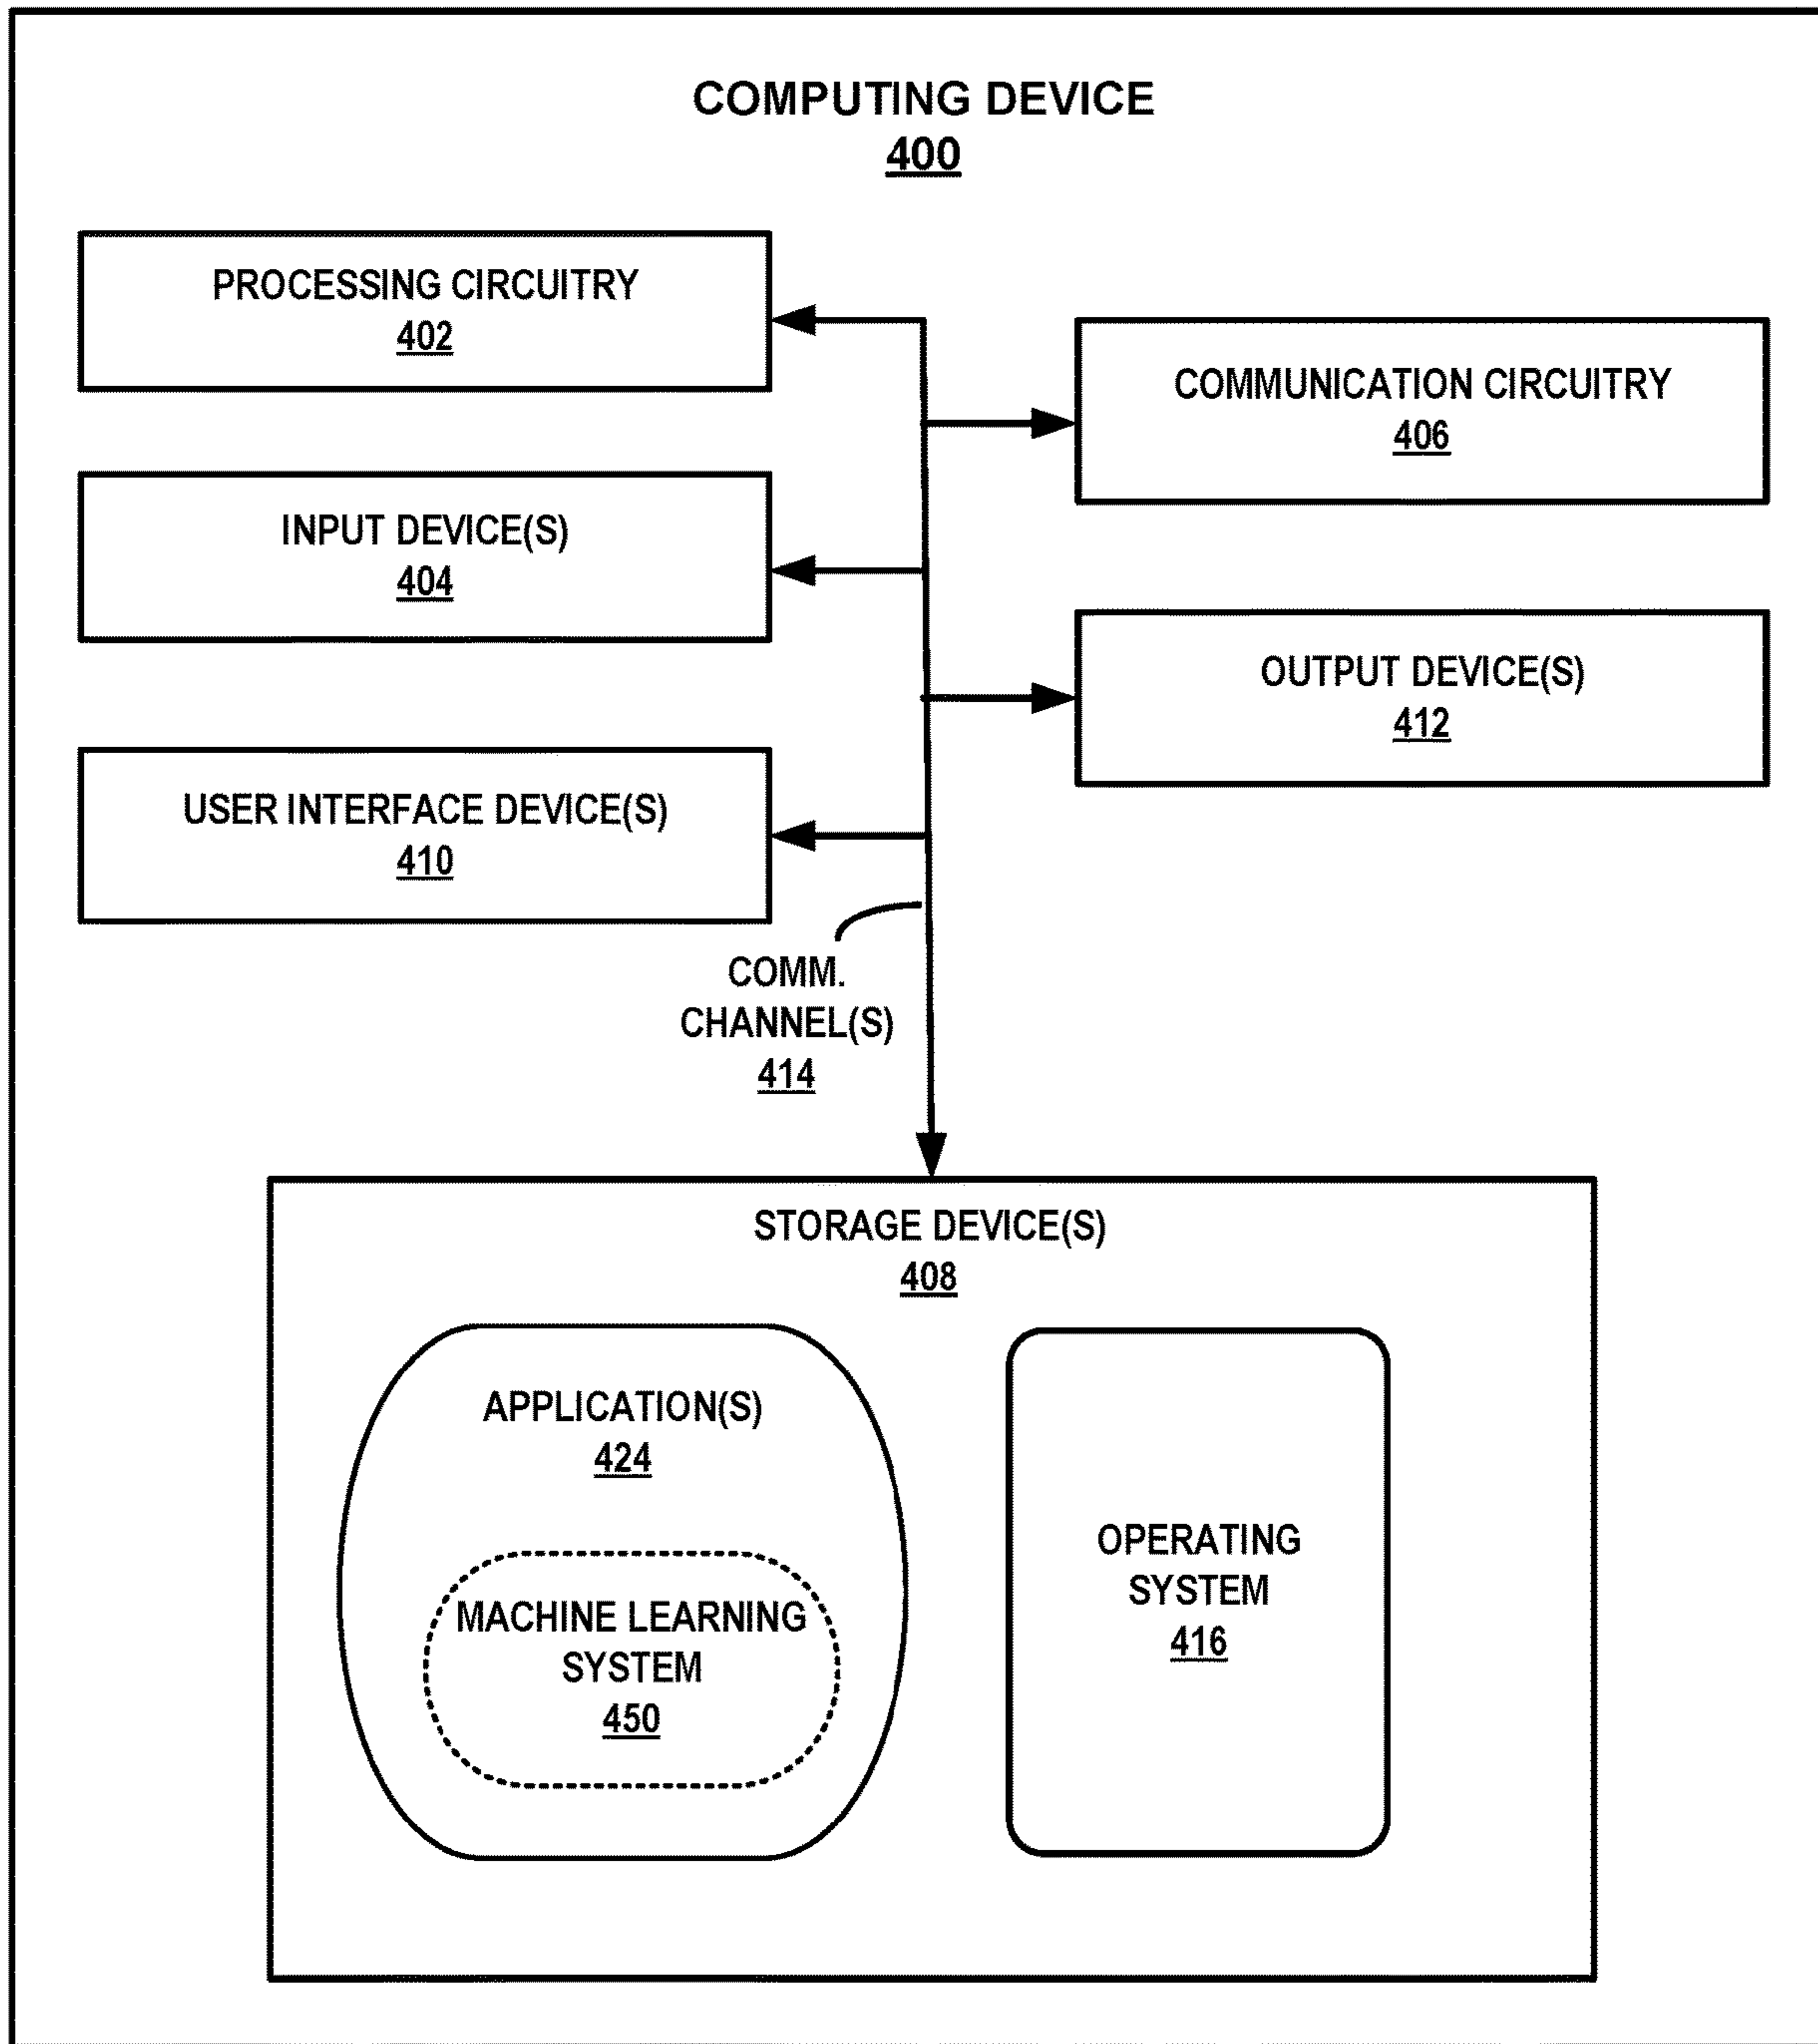 COMPUTING DEVICE
400
PROCESSING CIRCUITRY
402
COMMUNICATION CIRCUITRY
406
INPUT DEVICE(S)
404
OUTPUT DEVICE(S)
412
USER INTERFACE DEVICE(S)
410
COMM.
CHANNEL(S)
414
STORAGE DEVICE(S)
408
APPLICATION(S)
424
MACHINE LEARNING
SYSTEM
450
OPERATING
SYSTEM
416